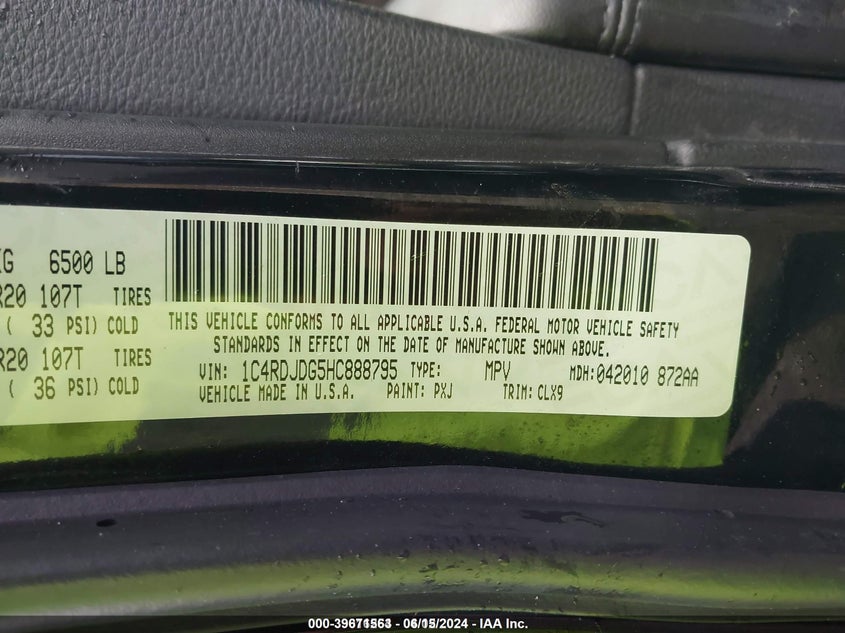 KG 6500 LB
R20 107T TIRES
( 33 PSI) COLD
R20 107T TIRES
( 36 PSI) COLD
THIS VEHICLE CONFORMS TO ALL APPLICABLE U.S.A. FEDERAL MOTOR VEHICLE SAFETY
STANDARDS IN EFFECT ON THE DATE OF MANUFACTURE SHOWN ABOVE.
VIN: 1C4RDJDG5HC888795 TYPE: MPV MDH:042010 872AA
VEHICLE MADE IN U.S.A. PAINT: PXJ TRIM: CLX9
- IAA Inc.